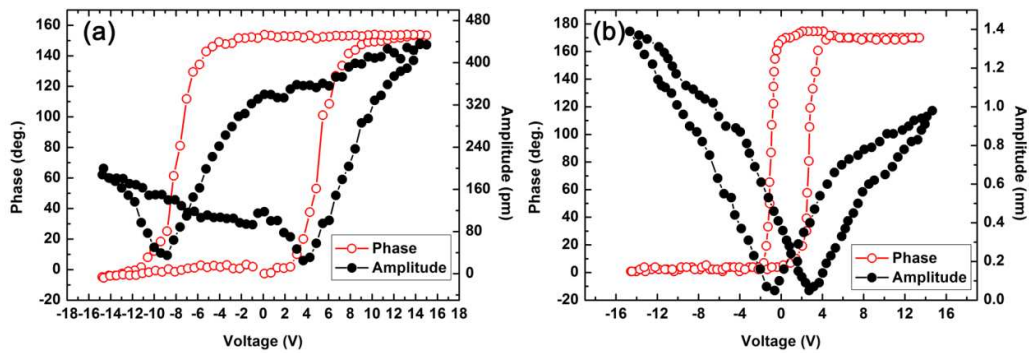 (a)
Phase (deg.)
160
140
120
100
80
60
40
20
0
-20
480
400
320
240
160
80
0
Amplitude (pm)
Phase
Amplitude
-18 -16 -14 -12 -10 -8 -6 -4 -2 0 2 4 6 8 10 12 14 16 18
Voltage (V)
(b)
Phase (deg.)
180
160
140
120
100
80
60
40
20
0
-20
1.4
1.2
1.0
0.8
0.6
0.4
0.2
0.0
Amplitude (nm)
Phase
Amplitude
-16 -12 -8 -4 0 4 8 12 16
Voltage (V)